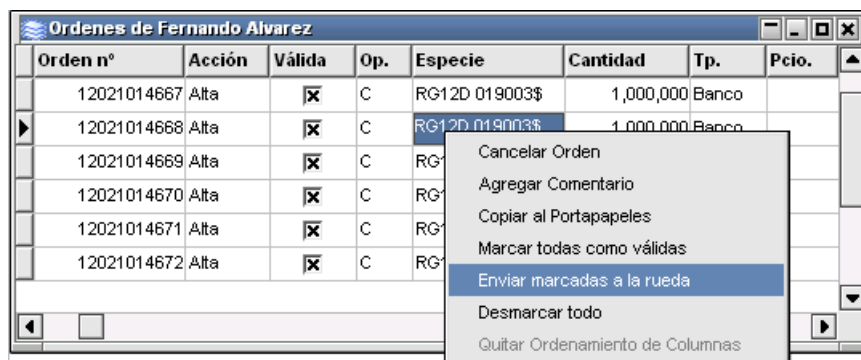 Ordenes de Fernando Alvarez
Orden nº Acción Válida Op. Especie Cantidad Tp. Pcio.
12021014667 Alta C RG12D 019003$ 1,000,000 Banco
12021014668 Alta C RG12D 019003$ 1,000,000 Banco
12021014669 Alta C
12021014670 Alta C
12021014671 Alta C
12021014672 Alta C
Cancelar Orden
Agregar Comentario
Copiar al Portapapeles
Marcar todas como válidas
Enviar marcadas a la rueda
Desmarcar todo
Quitar Ordenamiento de Columnas